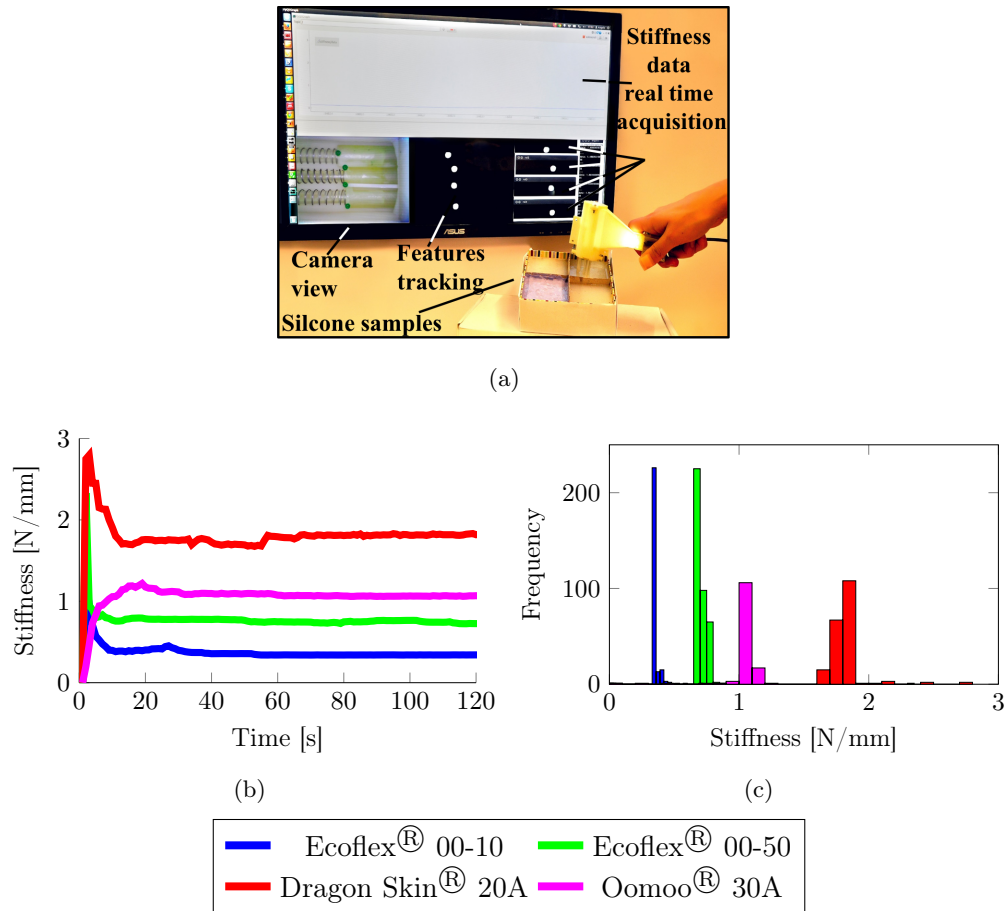 Stiffness
data
real time
acquisition
ASUS
Camera
view
Features
tracking
Silcone samples
(a)
3
2
1
0
0 20 40 60 80 100 120
Stiffness [N/mm]
Time [s]
(b)
200
100
0
0 1 2 3
Frequency
Stiffness [N/mm]
(c)
Ecoflex® 00-10 Ecoflex® 00-50
Dragon Skin® 20A Oomoo® 30A